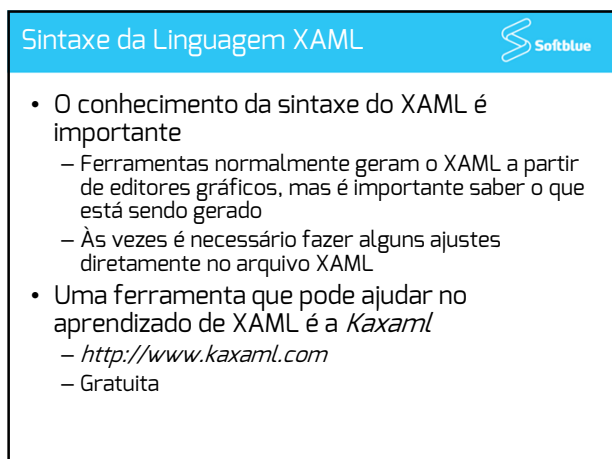 Sintaxe da Linguagem XAML
Softblue
• O conhecimento da sintaxe do XAML é
importante
– Ferramentas normalmente geram o XAML a partir
de editores gráficos, mas é importante saber o que
está sendo gerado
– Às vezes é necessário fazer alguns ajustes
diretamente no arquivo XAML
• Uma ferramenta que pode ajudar no
aprendizado de XAML é a Kaxaml
– http://www.kaxaml.com
– Gratuita